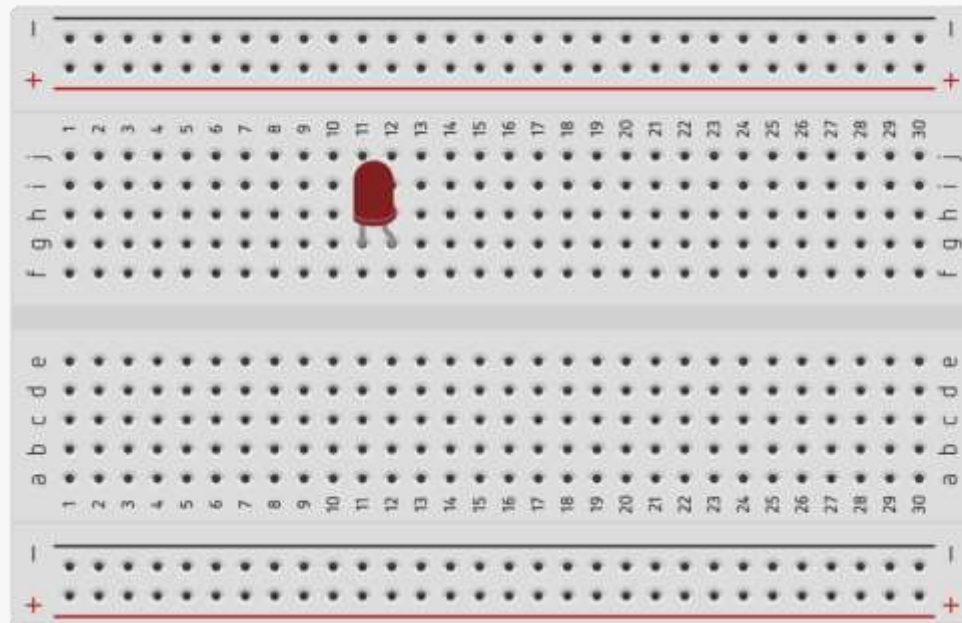 − −
+ +
1 2 3 4 5 6 7 8 9 10 11 12 13 14 15 16 17 18 19 20 21 22 23 24 25 26 27 28 29 30
j j
i i
h h
g g
f f
e e
d d
c c
b b
a a
1 2 3 4 5 6 7 8 9 10 11 12 13 14 15 16 17 18 19 20 21 22 23 24 25 26 27 28 29 30
− −
+ +